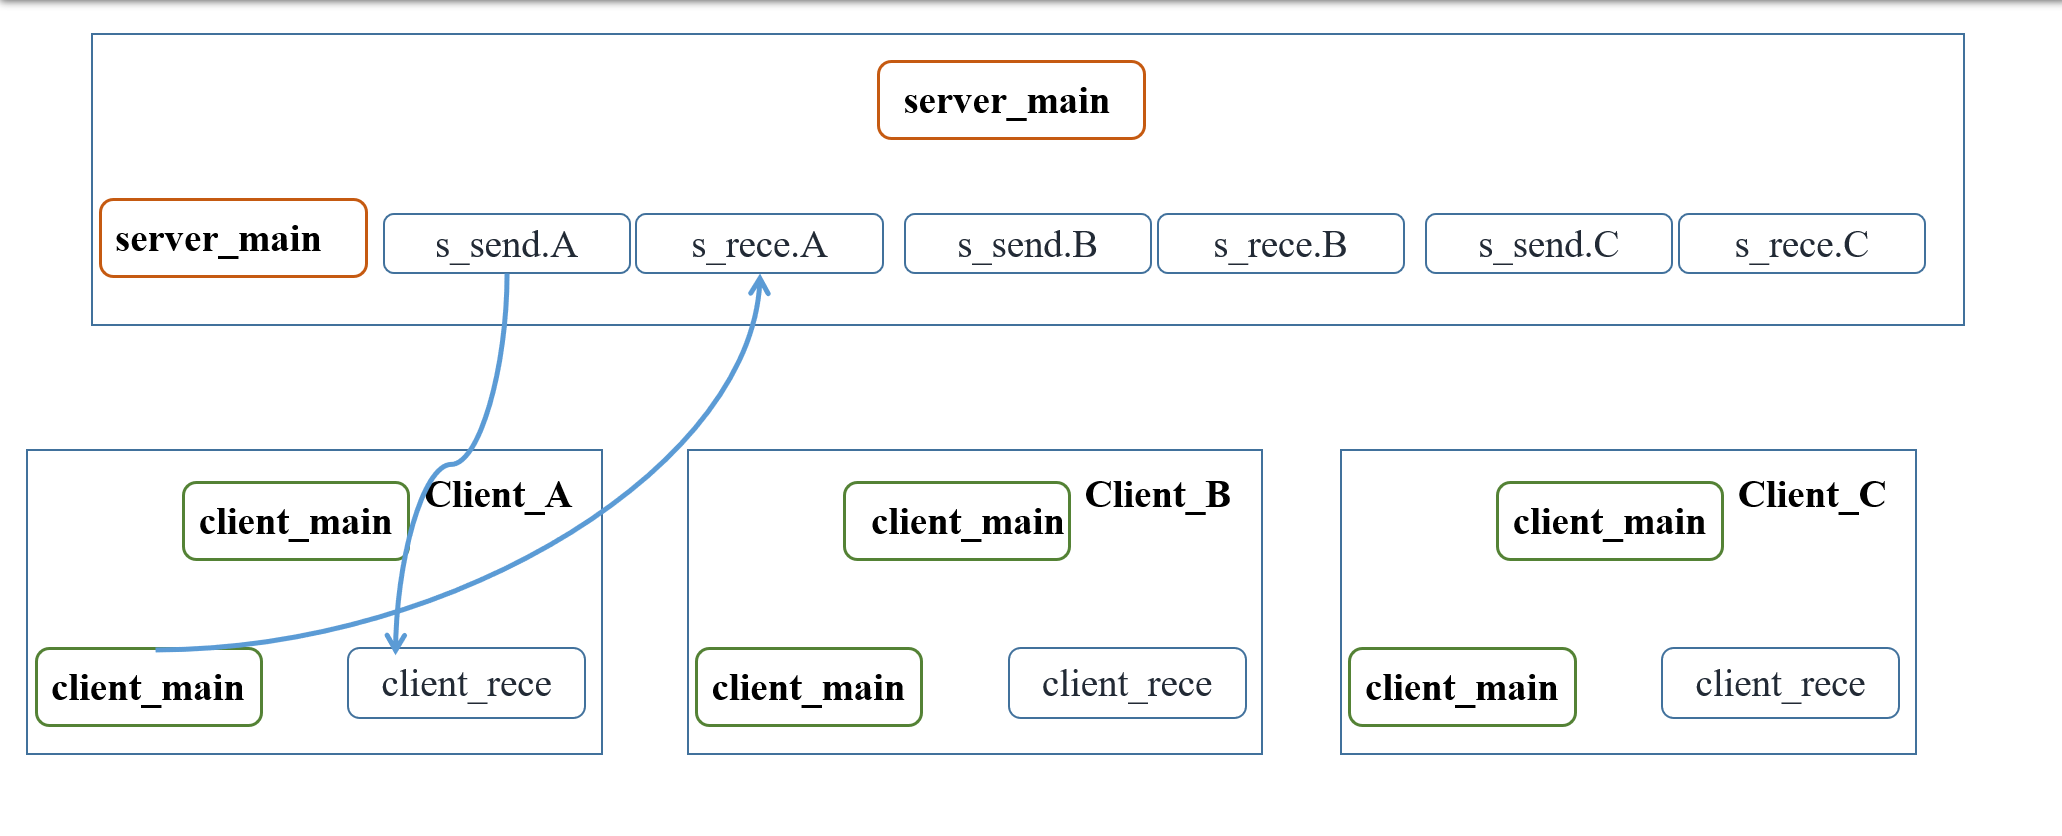 server_main
server_main
s_send.A
s_rece.A
s_send.B
s_rece.B
s_send.C
s_rece.C
Client_A
client_main
client_main
client_rece
Client_B
client_main
client_main
client_rece
Client_C
client_main
client_main
client_rece